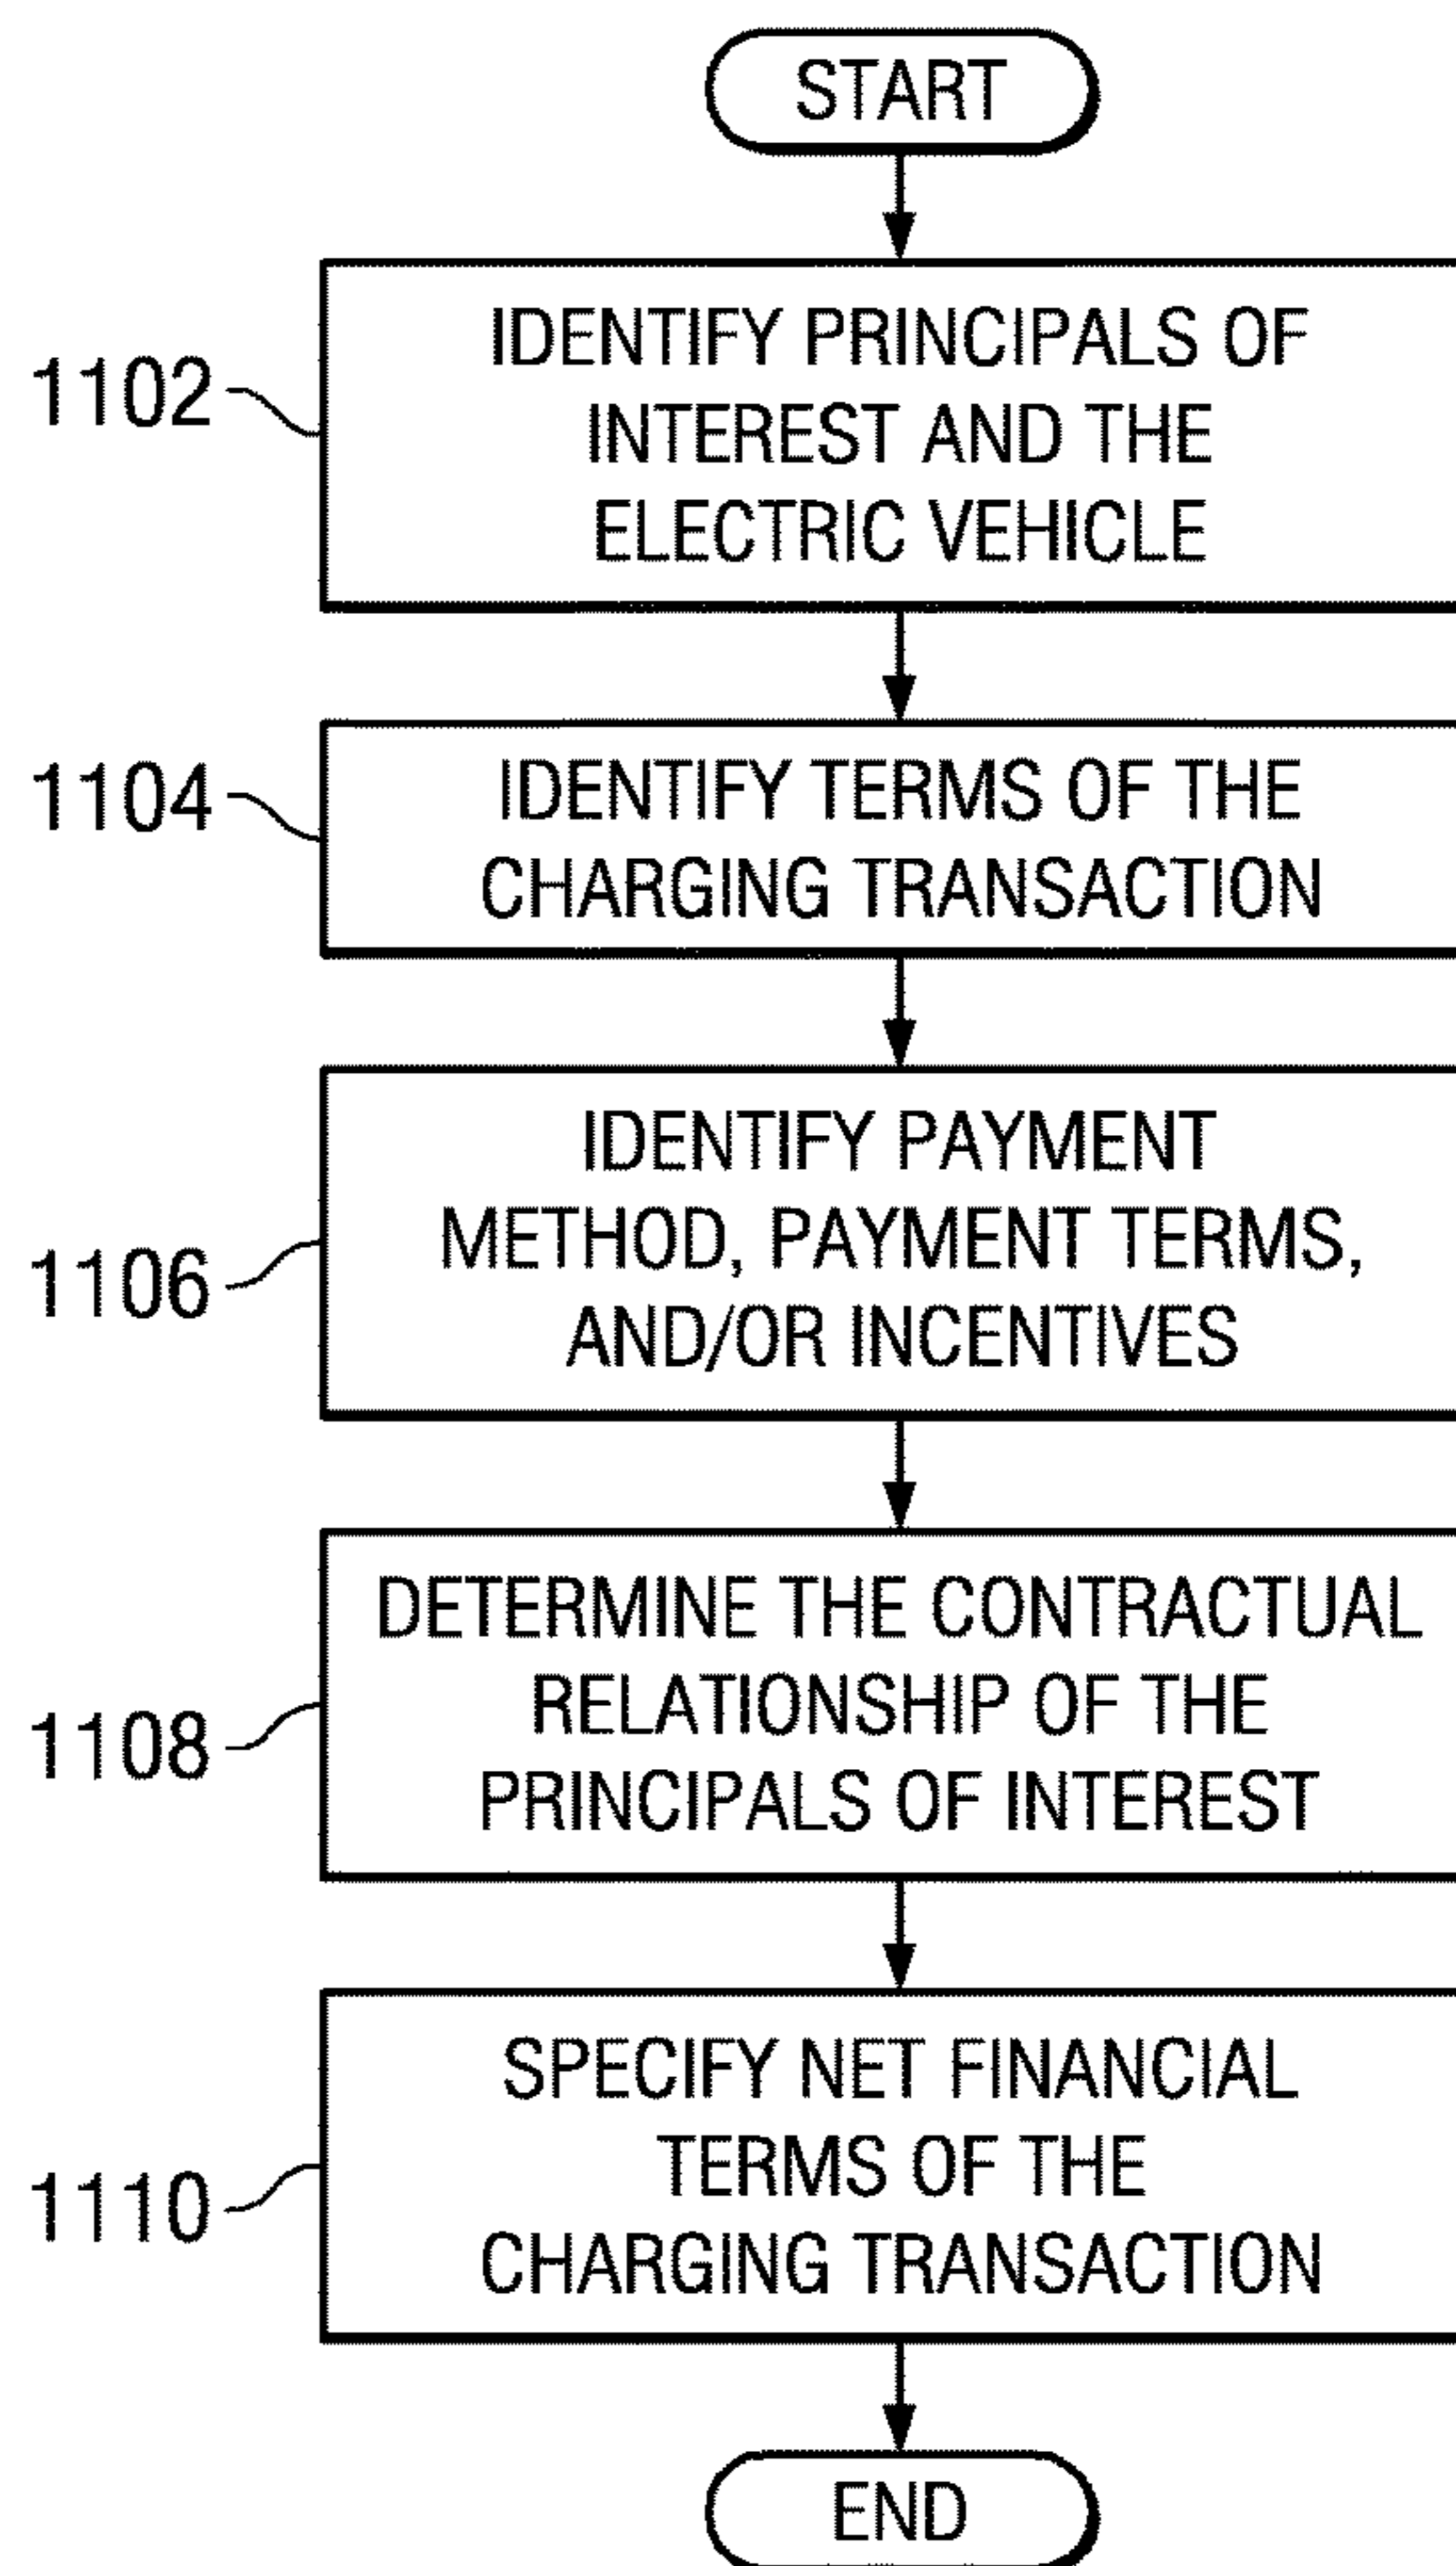 START
1102
IDENTIFY PRINCIPALS OF
INTEREST AND THE
ELECTRIC VEHICLE
1104
IDENTIFY TERMS OF THE
CHARGING TRANSACTION
1106
IDENTIFY PAYMENT
METHOD, PAYMENT TERMS,
AND/OR INCENTIVES
1108
DETERMINE THE CONTRACTUAL
RELATIONSHIP OF THE
PRINCIPALS OF INTEREST
1110
SPECIFY NET FINANCIAL
TERMS OF THE
CHARGING TRANSACTION
END